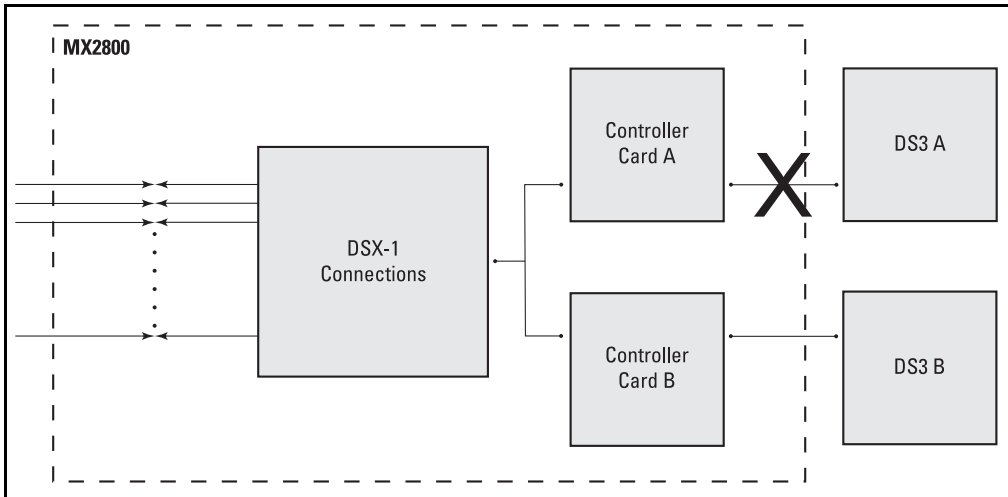 MX2800
Controller
Card A
DS3 A
DSX-1
Connections
Controller
Card B
DS3 B